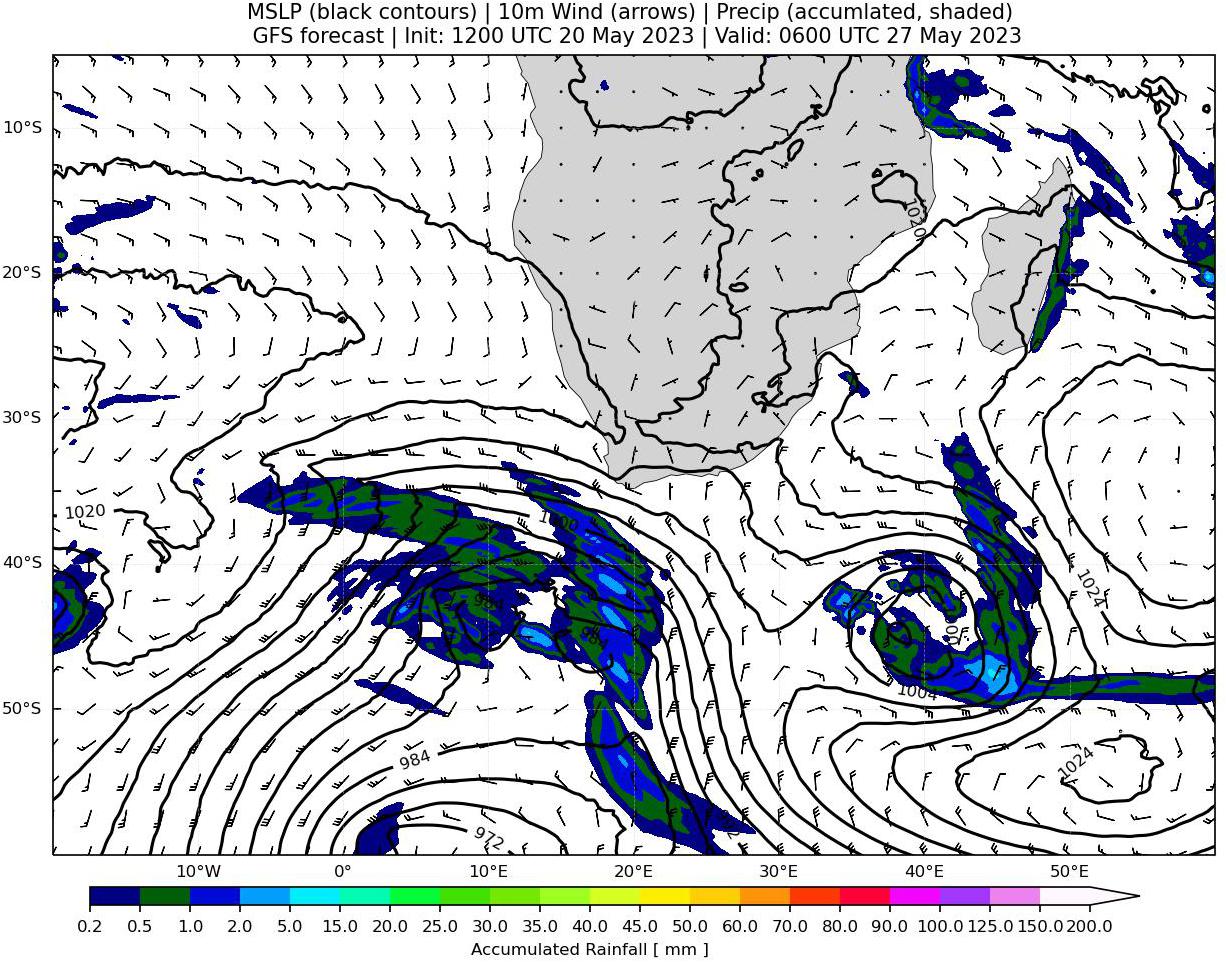 MSLP (black contours) | 10m Wind (arrows) | Precip (accumlated, shaded)
GFS forecast | Init: 1200 UTC 20 May 2023 | Valid: 0600 UTC 27 May 2023
10°S
1020
20°S
30°S
1020
1000
40°S
1024
984
1004
50°S
984
1024
972
10°W 0° 10°E 20°E 30°E 40°E 50°E
0.2 0.5 1.0 2.0 5.0 10.0 15.0 20.0 25.0 30.0 35.0 40.0 45.0 50.0 60.0 70.0 80.0 90.0 100.0 125.0 150.0 200.0
Accumulated Rainfall [ mm ]